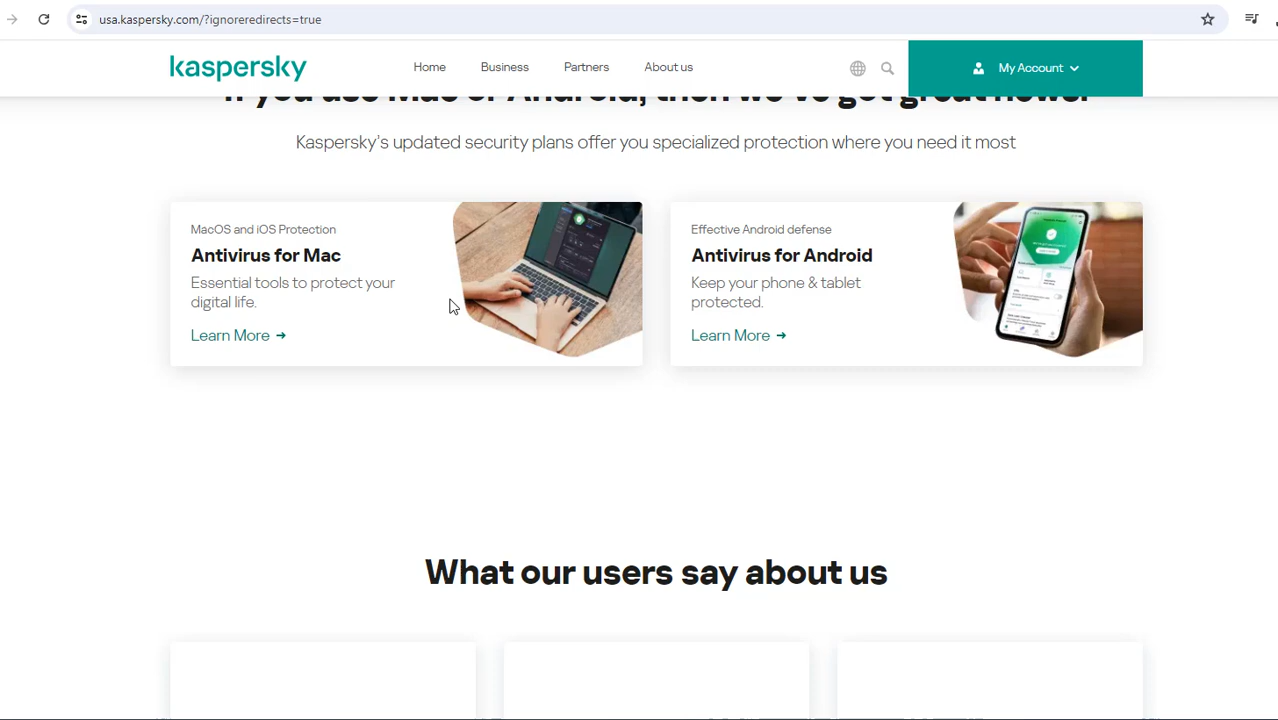 usa.kaspersky.com/?ignoreredirects=true
kaspersky
Home
Business
Partners
About us
My Account
If you use Mac or Android, then we've got great news!
Kaspersky's updated security plans offer you specialized protection where you need it most
MacOS and iOS Protection
Antivirus for Mac
Essential tools to protect your
digital life.
Learn More →
Effective Android defense
Antivirus for Android
Keep your phone & tablet
protected.
Learn More →
What our users say about us